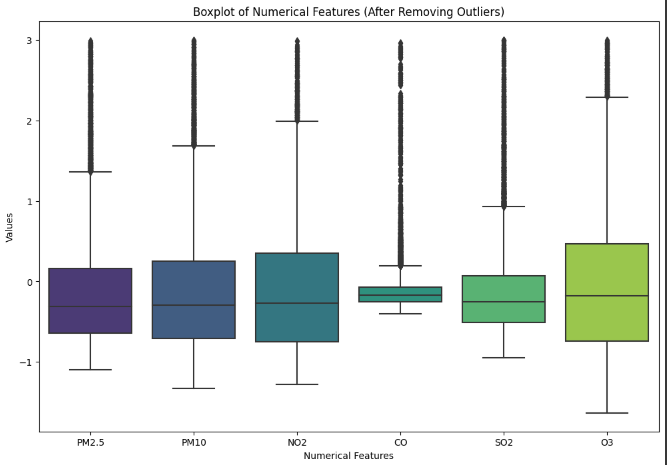 Boxplot of Numerical Features (After Removing Outliers)
3
2
1
0
−1
Values
PM2.5 PM10 NO2 CO SO2 O3
Numerical Features